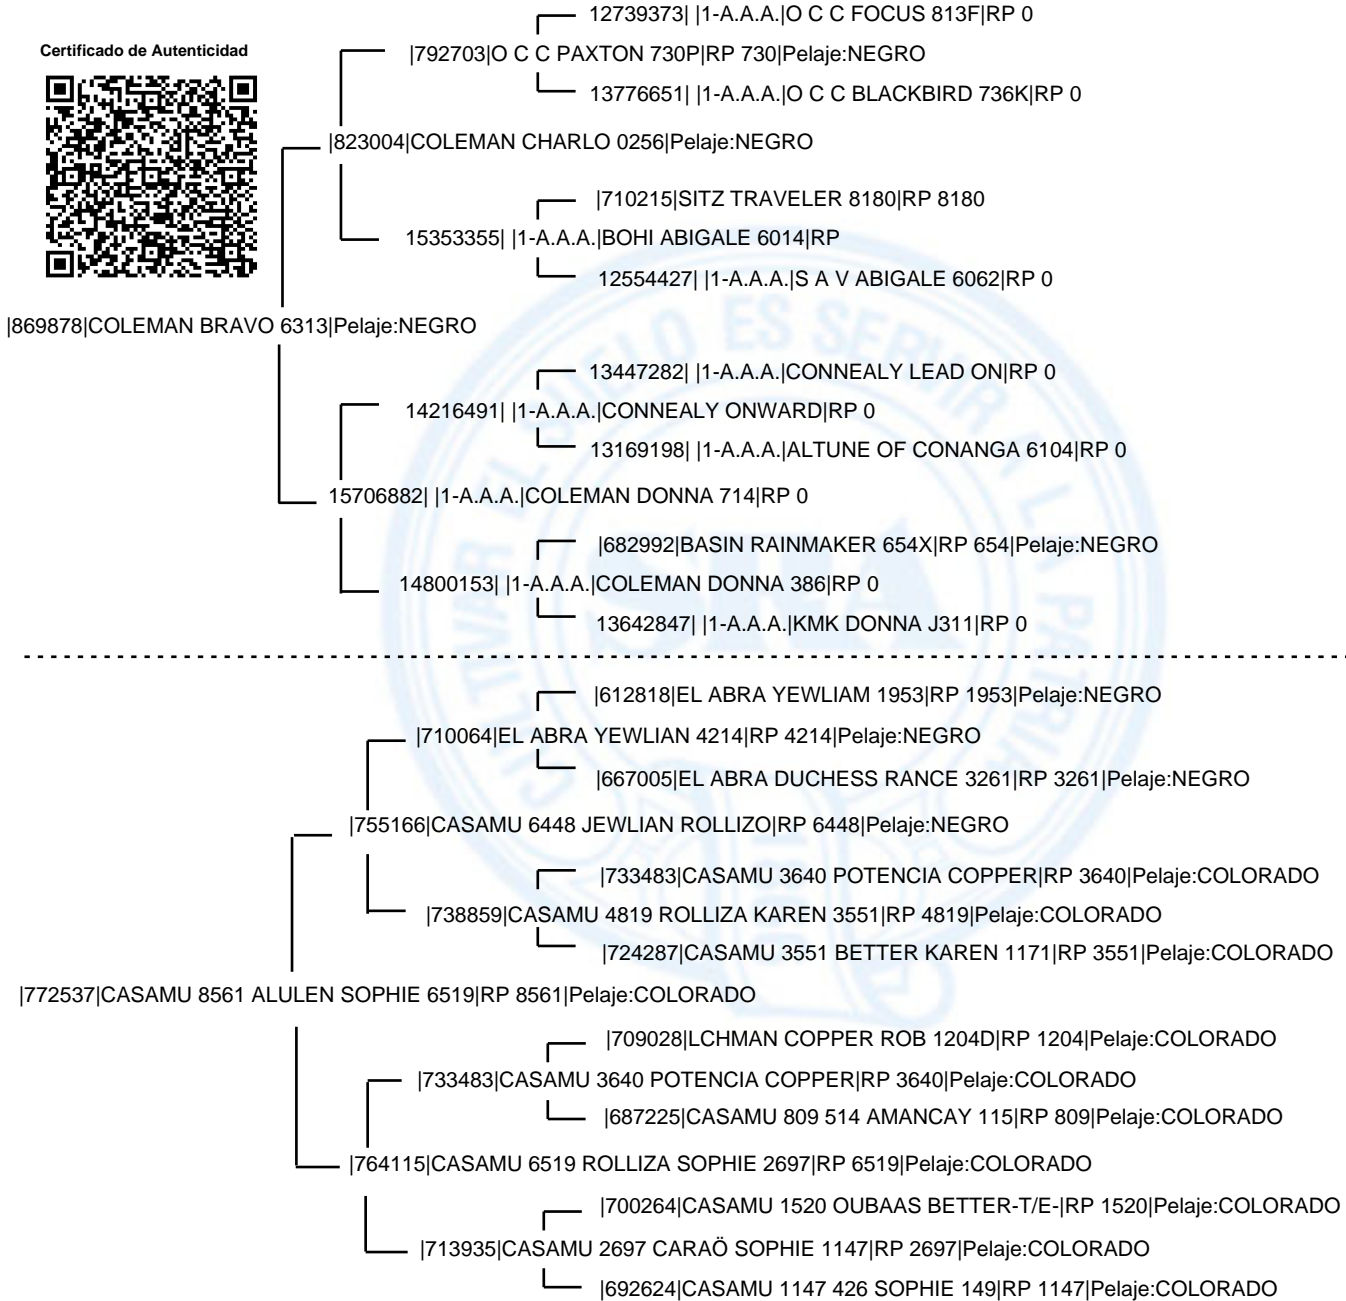 12739373| |1-A.A.A.|O C C FOCUS 813F|RP 0
Certificado de Autenticidad
|792703|O C C PAXTON 730P|RP 730|Pelaje:NEGRO
13776651| |1-A.A.A.|O C C BLACKBIRD 736K|RP 0
|823004|COLEMAN CHARLO 0256|Pelaje:NEGRO
|710215|SITZ TRAVELER 8180|RP 8180
15353355| |1-A.A.A.|BOHI ABIGALE 6014|RP
12554427| |1-A.A.A.|S A V ABIGALE 6062|RP 0
|869878|COLEMAN BRAVO 6313|Pelaje:NEGRO
13447282| |1-A.A.A.|CONNEALY LEAD ON|RP 0
14216491| |1-A.A.A.|CONNEALY ONWARD|RP 0
13169198| |1-A.A.A.|ALTUNE OF CONANGA 6104|RP 0
15706882| |1-A.A.A.|COLEMAN DONNA 714|RP 0
|682992|BASIN RAINMAKER 654X|RP 654|Pelaje:NEGRO
14800153| |1-A.A.A.|COLEMAN DONNA 386|RP 0
13642847| |1-A.A.A.|KMK DONNA J311|RP 0
|612818|EL ABRA YEWLIAM 1953|RP 1953|Pelaje:NEGRO
|710064|EL ABRA YEWLIAN 4214|RP 4214|Pelaje:NEGRO
|667005|EL ABRA DUCHESS RANCE 3261|RP 3261|Pelaje:NEGRO
|755166|CASAMU 6448 JEWLIAN ROLLIZO|RP 6448|Pelaje:NEGRO
|733483|CASAMU 3640 POTENCIA COPPER|RP 3640|Pelaje:COLORADO
|738859|CASAMU 4819 ROLLIZA KAREN 3551|RP 4819|Pelaje:COLORADO
|724287|CASAMU 3551 BETTER KAREN 1171|RP 3551|Pelaje:COLORADO
|772537|CASAMU 8561 ALULEN SOPHIE 6519|RP 8561|Pelaje:COLORADO
|709028|LCHMAN COPPER ROB 1204D|RP 1204|Pelaje:COLORADO
|733483|CASAMU 3640 POTENCIA COPPER|RP 3640|Pelaje:COLORADO
|687225|CASAMU 809 514 AMANCAY 115|RP 809|Pelaje:COLORADO
|764115|CASAMU 6519 ROLLIZA SOPHIE 2697|RP 6519|Pelaje:COLORADO
|700264|CASAMU 1520 OUBAAS BETTER-T/E-|RP 1520|Pelaje:COLORADO
|713935|CASAMU 2697 CARAÖ SOPHIE 1147|RP 2697|Pelaje:COLORADO
|692624|CASAMU 1147 426 SOPHIE 149|RP 1147|Pelaje:COLORADO
CULTIVAR EL SUELO ES SERVIR A LA PATRIA
SRA
1866